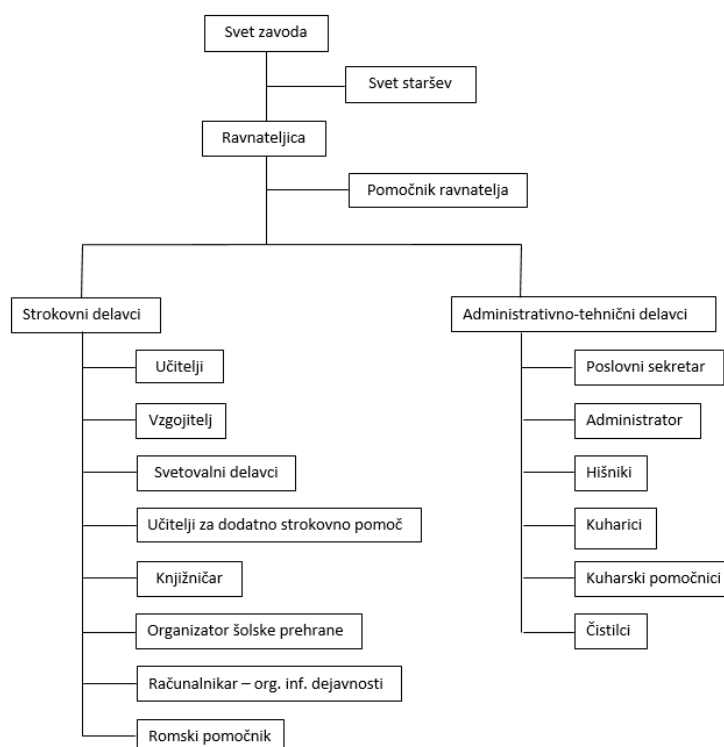 Svet zavoda
Svet staršev
Ravnateljica
Pomočnik ravnatelja
Strokovni delavci
Učitelji
Vzgojitelj
Svetovalni delavci
Učitelji za dodatno strokovno pomoč
Knjižničar
Organizator šolske prehrane
Računalnikar – org. inf. dejavnosti
Romski pomočnik
Administrativno-tehnični delavci
Poslovni sekretar
Administrator
Hišniki
Kuharici
Kuharski pomočnici
Čistilci